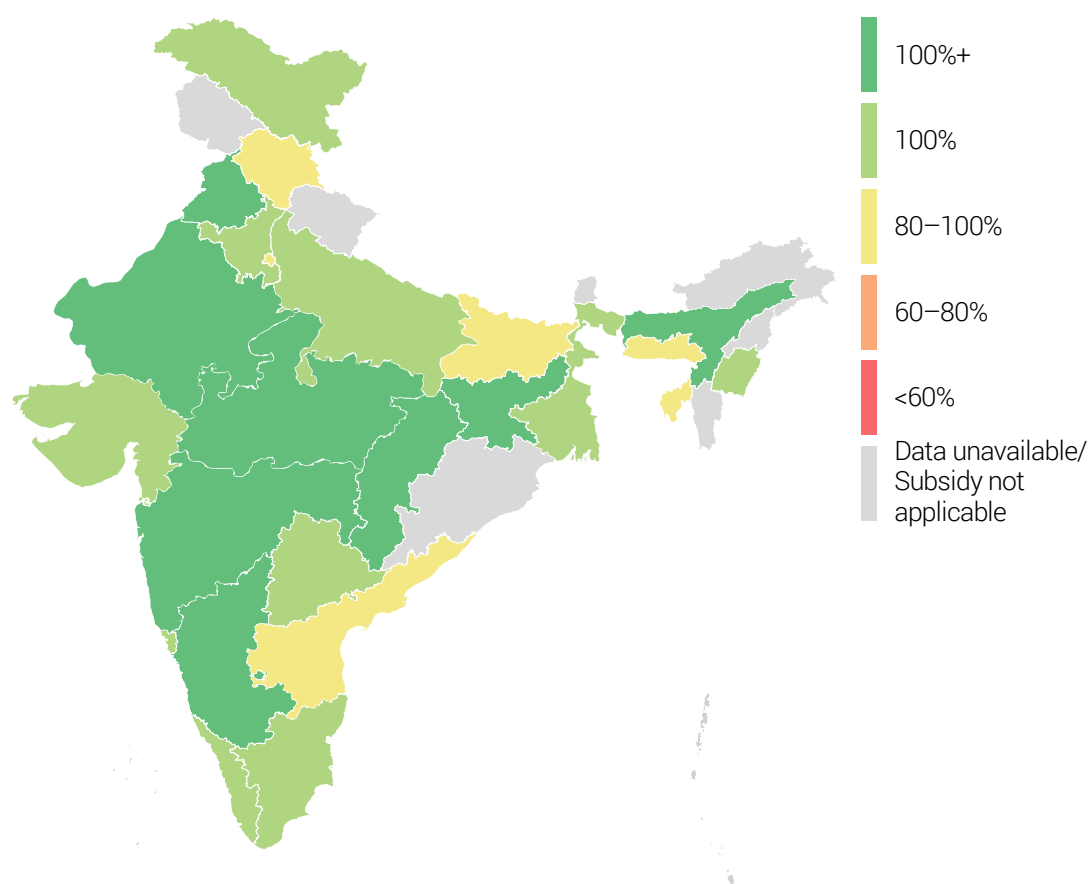 100%+
100%
80–100%
60–80%
<60%
Data unavailable/
Subsidy not
applicable